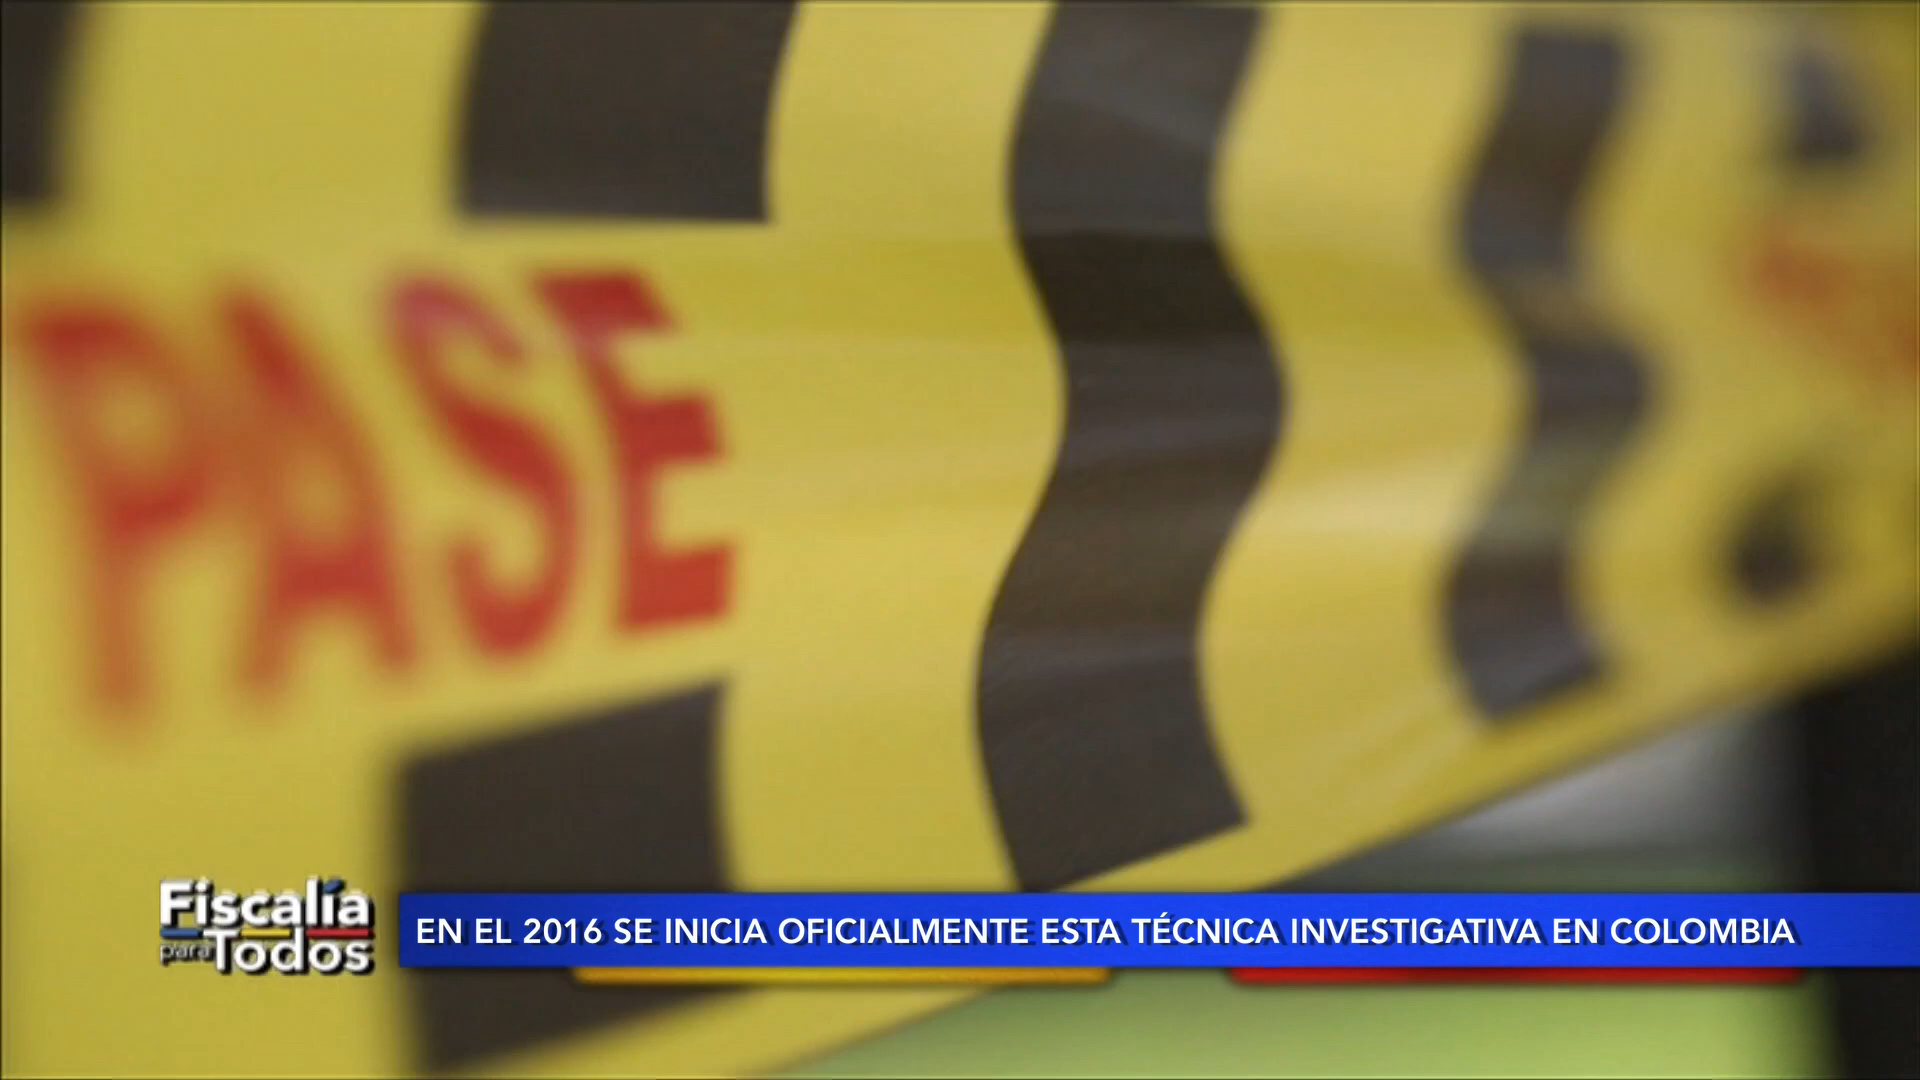 PASE
Fiscalía
para Todos
EN EL 2016 SE INICIA OFICIALMENTE ESTA TÉCNICA INVESTIGATIVA EN COLOMBIA